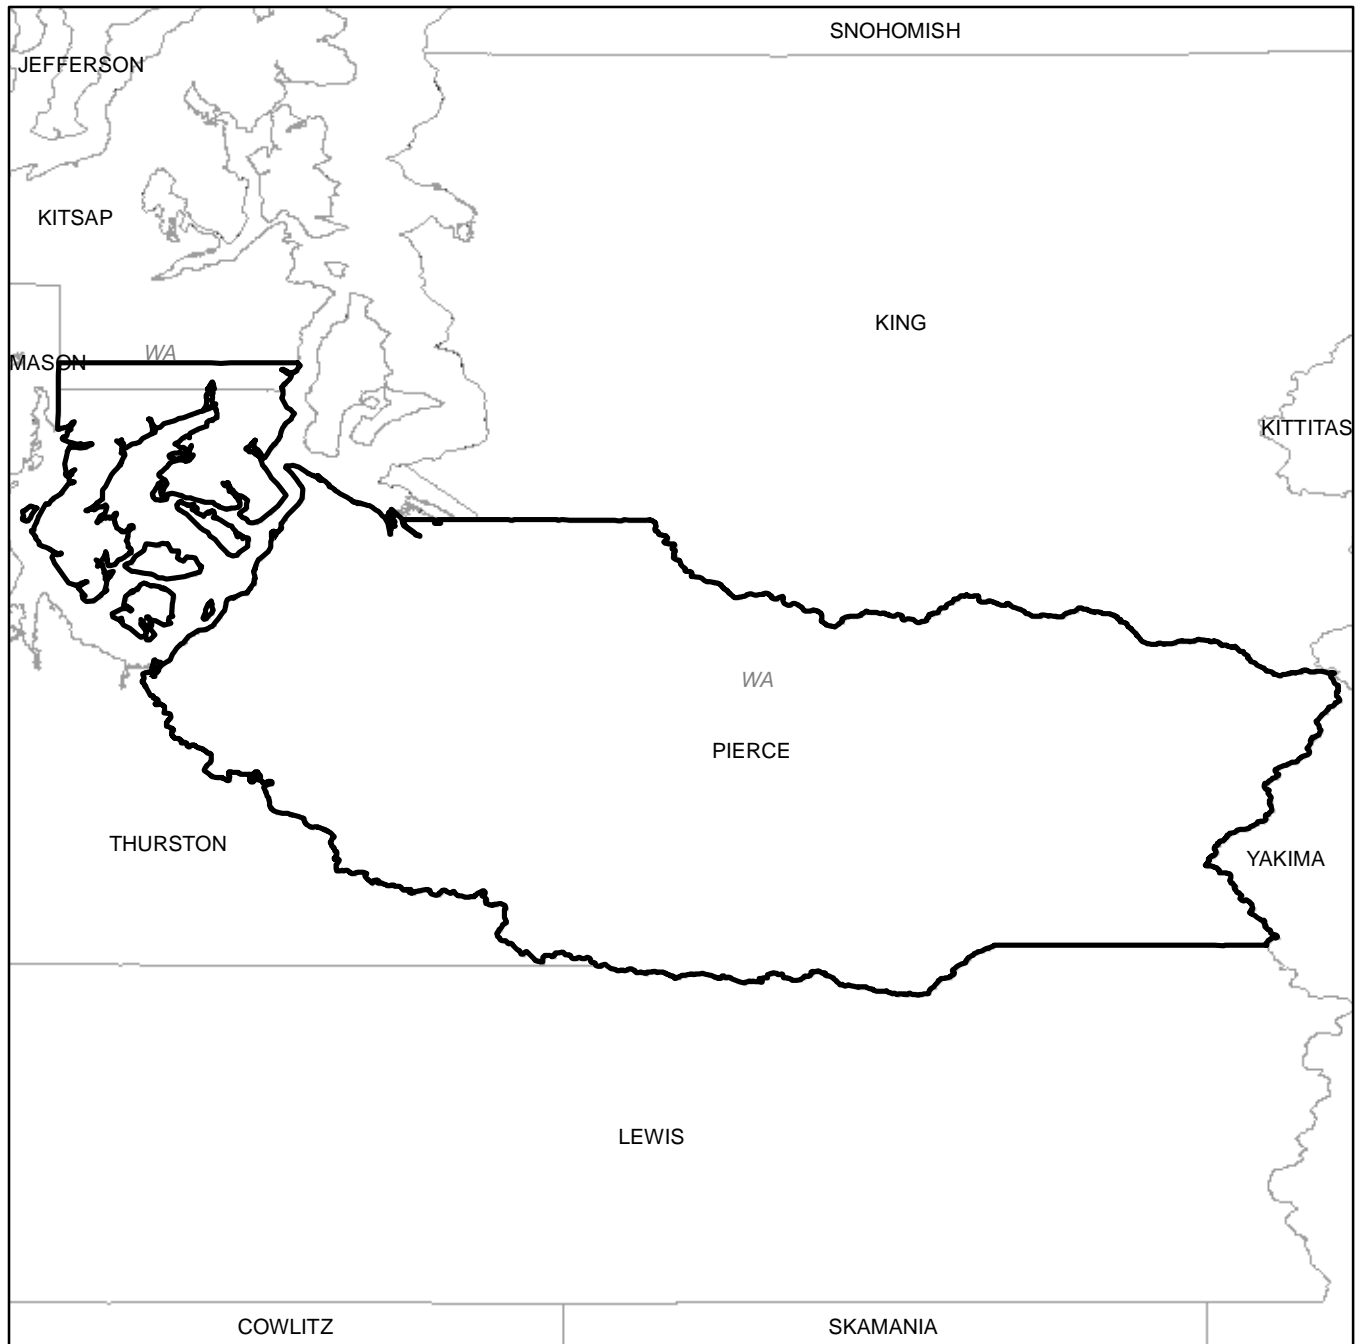 SNOHOMISH
JEFFERSON
KITSAP
KING
WA
MASON
KITTITAS
WA
PIERCE
THURSTON
YAKIMA
LEWIS
COWLITZ
SKAMANIA